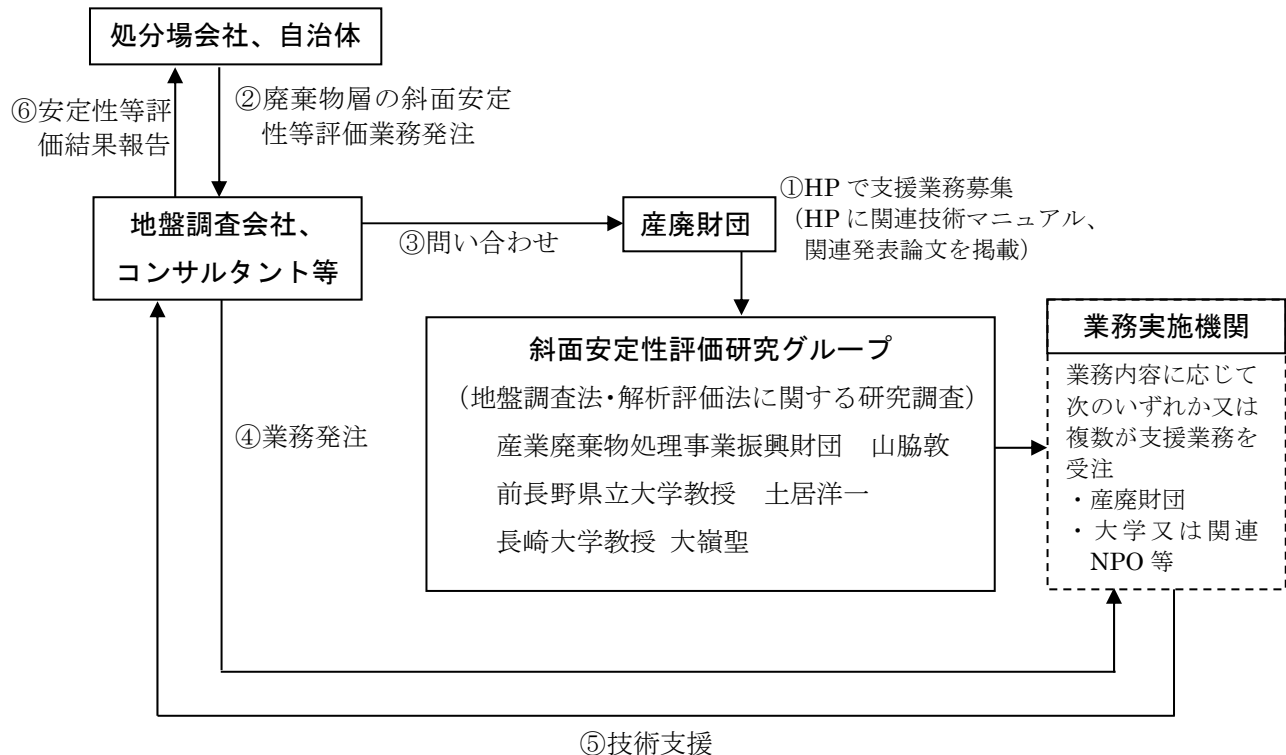 処分場会社、自治体
⑥安定性等評
価結果報告
②廃棄物層の斜面安定
性等評価業務発注
地盤調査会社、
コンサルタント等
③問い合わせ
産廃財団
①HP で支援業務募集
（HP に関連技術マニュアル、
関連発表論文を掲載）
斜面安定性評価研究グループ
（地盤調査法・解析評価法に関する研究調査）
産業廃棄物処理事業振興財団　山脇敦
前長野県立大学教授　土居洋一
長崎大学教授 大嶺聖
業務実施機関
業務内容に応じて
次のいずれか又は
複数が支援業務を
受注
・産廃財団
・大学又は関連
NPO 等
④業務発注
⑤技術支援